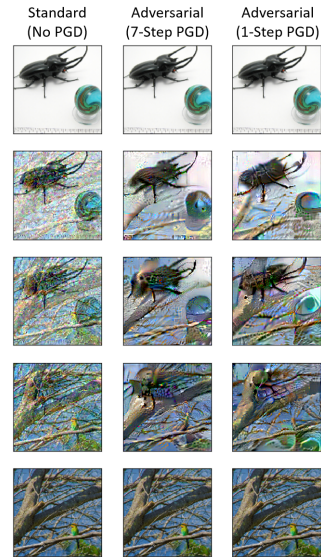 Standard
(No PGD)
Adversarial
(7-Step PGD)
Adversarial
(1-Step PGD)